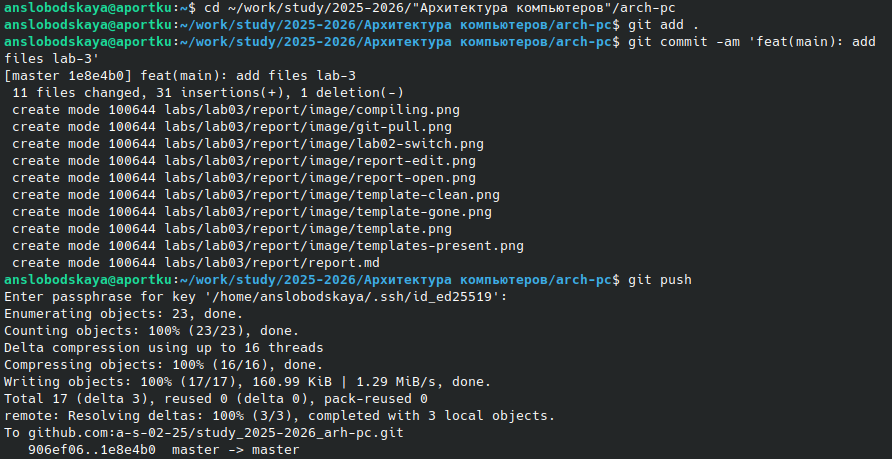 anslobodskaya@aportku:~$ cd ~/work/study/2025-2026/"Архитектура компьютеров"/arch-pc
anslobodskaya@aportku:~/work/study/2025-2026/Архитектура компьютеров/arch-pc$ git add .
anslobodskaya@aportku:~/work/study/2025-2026/Архитектура компьютеров/arch-pc$ git commit -am 'feat(main): add
files lab-3'
[master 1e8e4b0] feat(main): add files lab-3
 11 files changed, 31 insertions(+), 1 deletion(-)
 create mode 100644 labs/lab03/report/image/compiling.png
 create mode 100644 labs/lab03/report/image/git-pull.png
 create mode 100644 labs/lab03/report/image/lab02-switch.png
 create mode 100644 labs/lab03/report/image/report-edit.png
 create mode 100644 labs/lab03/report/image/report-open.png
 create mode 100644 labs/lab03/report/image/template-clean.png
 create mode 100644 labs/lab03/report/image/template-gone.png
 create mode 100644 labs/lab03/report/image/template.png
 create mode 100644 labs/lab03/report/image/templates-present.png
 create mode 100644 labs/lab03/report/report.md
anslobodskaya@aportku:~/work/study/2025-2026/Архитектура компьютеров/arch-pc$ git push
Enter passphrase for key '/home/anslobodskaya/.ssh/id_ed25519':
Enumerating objects: 23, done.
Counting objects: 100% (23/23), done.
Delta compression using up to 16 threads
Compressing objects: 100% (16/16), done.
Writing objects: 100% (17/17), 160.99 KiB | 1.29 MiB/s, done.
Total 17 (delta 3), reused 0 (delta 0), pack-reused 0
remote: Resolving deltas: 100% (3/3), completed with 3 local objects.
To github.com:a-s-02-25/study_2025-2026_arh-pc.git
   906ef06..1e8e4b0  master -> master